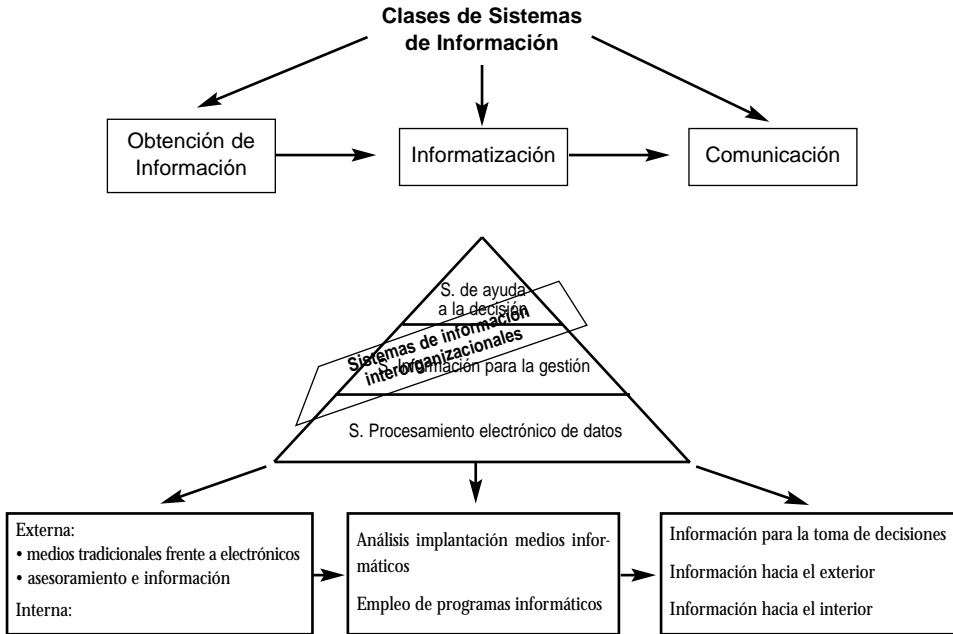 Clases de Sistemas
de Información
Obtención de
Información
Informatización
Comunicación
S. de ayuda
a la decisión
Sistemas de información
interorganizacionales
S. Información para la gestión
S. Procesamiento electrónico de datos
Externa:
• medios tradicionales frente a electrónicos
• asesoramiento e información
Interna:
Análisis implantación medios infor-
máticos
Empleo de programas informáticos
Información para la toma de decisiones
Información hacia el exterior
Información hacia el interior